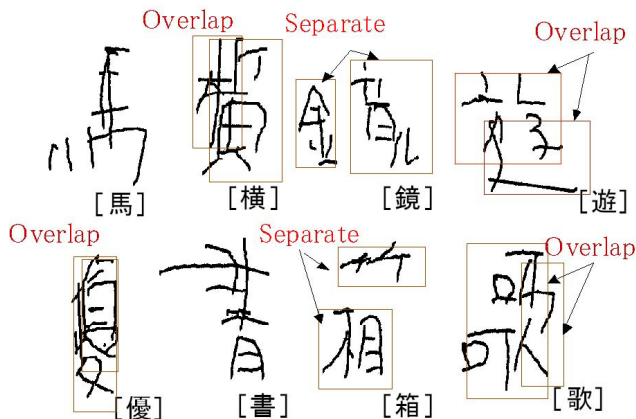 Overlap Separate Overlap
[馬] [横] [鏡] [遊]
Overlap Separate Overlap
[優] [書] [箱] [歌]